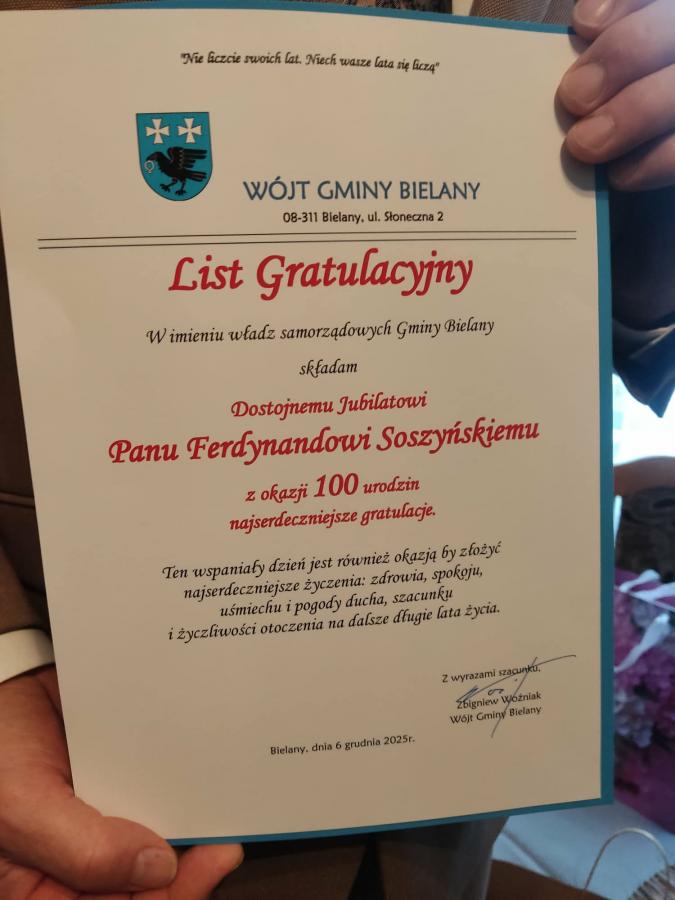 "Nie liczcie swoich lat. Niech wasze lata się liczą"
WÓJT GMINY BIELANY
08-311 Bielany, ul. Słoneczna 2
List Gratulacyjny
W imieniu władz samorządowych Gminy Bielany
składam
Dostojnemu Jubilatowi
Panu Ferdynandowi Soszyńskiemu
z okazji 100 urodzin
najserdeczniejsze gratulacje.
Ten wspaniały dzień jest również okazją by złożyć
najserdeczniejsze życzenia: zdrowia, spokoju,
uśmiechu i pogody ducha, szacunku
i życzliwości otoczenia na dalsze długie lata życia.
Z wyrazami szacunku,
Zbigniew Woźniak
Wójt Gminy Bielany
Bielany, dnia 6 grudnia 2025r.